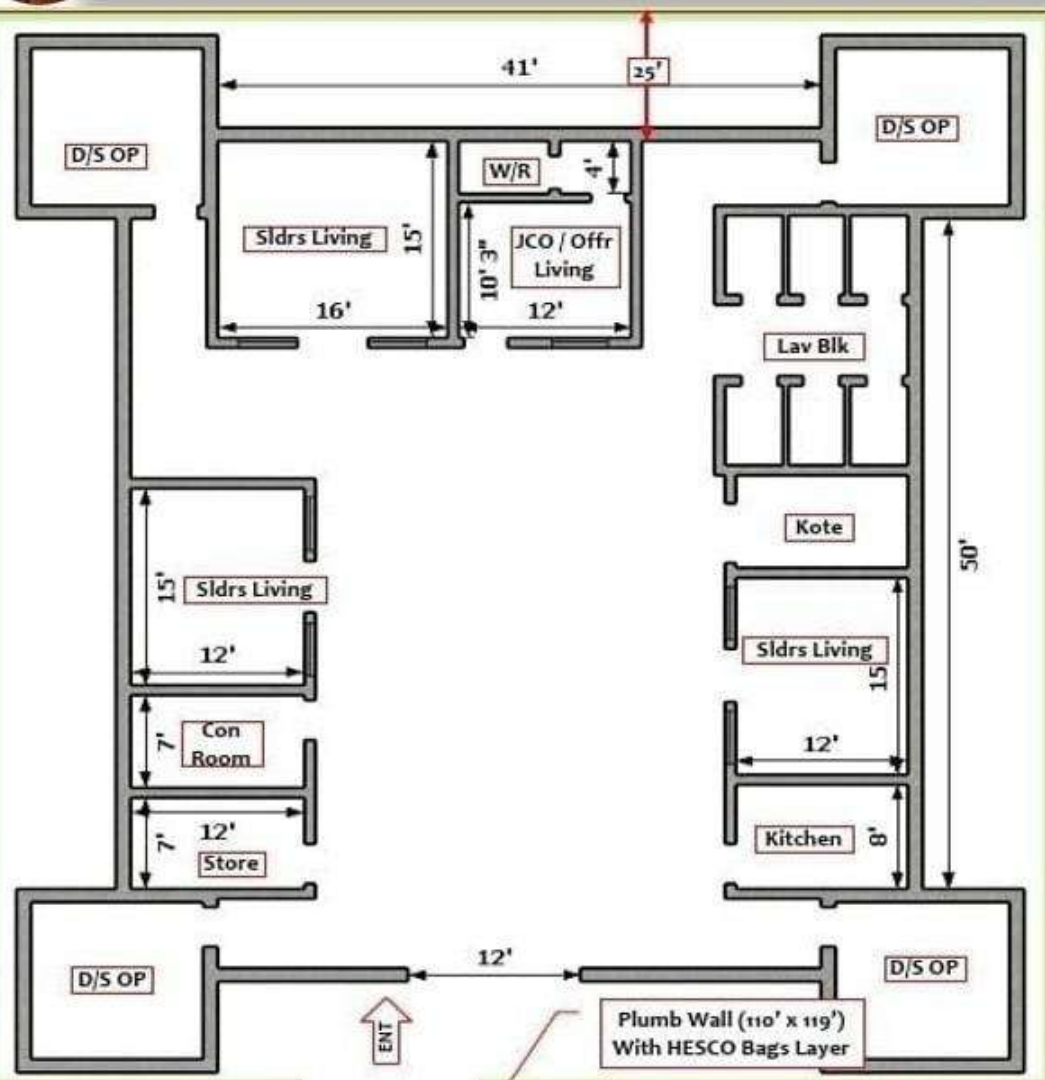 41'
25'
D/S OP
D/S OP
W/R
4'
Sldrs Living
15'
JCO / Offr
Living
10' 3"
16'
12'
Lav Blk
Kote
50'
15'
Sldrs Living
12'
Sldrs Living
15
12'
Con
Room
7'
12'
7'
Store
Kitchen
8'
D/S OP
12'
D/S OP
ENT
Plumb Wall (110' x 119')
With HESCO Bags Layer